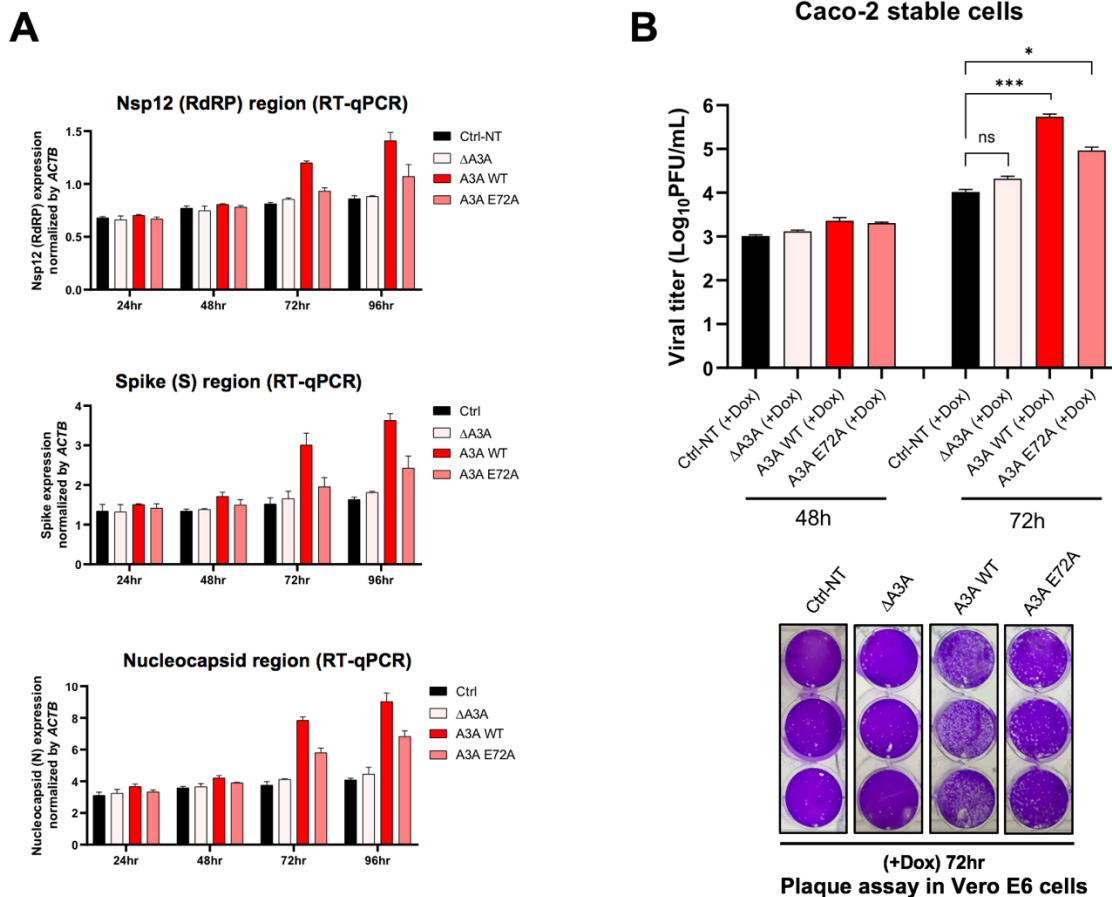 A
Nsp12 (RdRP) region (RT-qPCR)
Nsp12 (RdRP) expression
normalized by ACTB
1.5
1.0
0.5
0.0
24hr
48hr
72hr
96hr
Ctrl-NT
ΔA3A
A3A WT
A3A E72A
Spike (S) region (RT-qPCR)
Spike expression
normalized by ACTB
4
3
2
1
0
24hr
48hr
72hr
96hr
Ctrl
ΔA3A
A3A WT
A3A E72A
Nucleocapsid region (RT-qPCR)
Nucleocapsid (N) expression
normalized by ACTB
10
8
6
4
2
0
24hr
48hr
72hr
96hr
Ctrl
ΔA3A
A3A WT
A3A E72A
B
Caco-2 stable cells
Viral titer (Log10PFU/mL)
6
5
4
3
2
1
0
*
***
ns
Ctrl-NT (+Dox)
ΔA3A (+Dox)
A3A WT (+Dox)
A3A E72A (+Dox)
Ctrl-NT (+Dox)
ΔA3A (+Dox)
A3A WT (+Dox)
A3A E72A (+Dox)
48h
72h
Ctrl-NT
ΔA3A
A3A WT
A3A E72A
(+Dox) 72hr
Plaque assay in Vero E6 cells